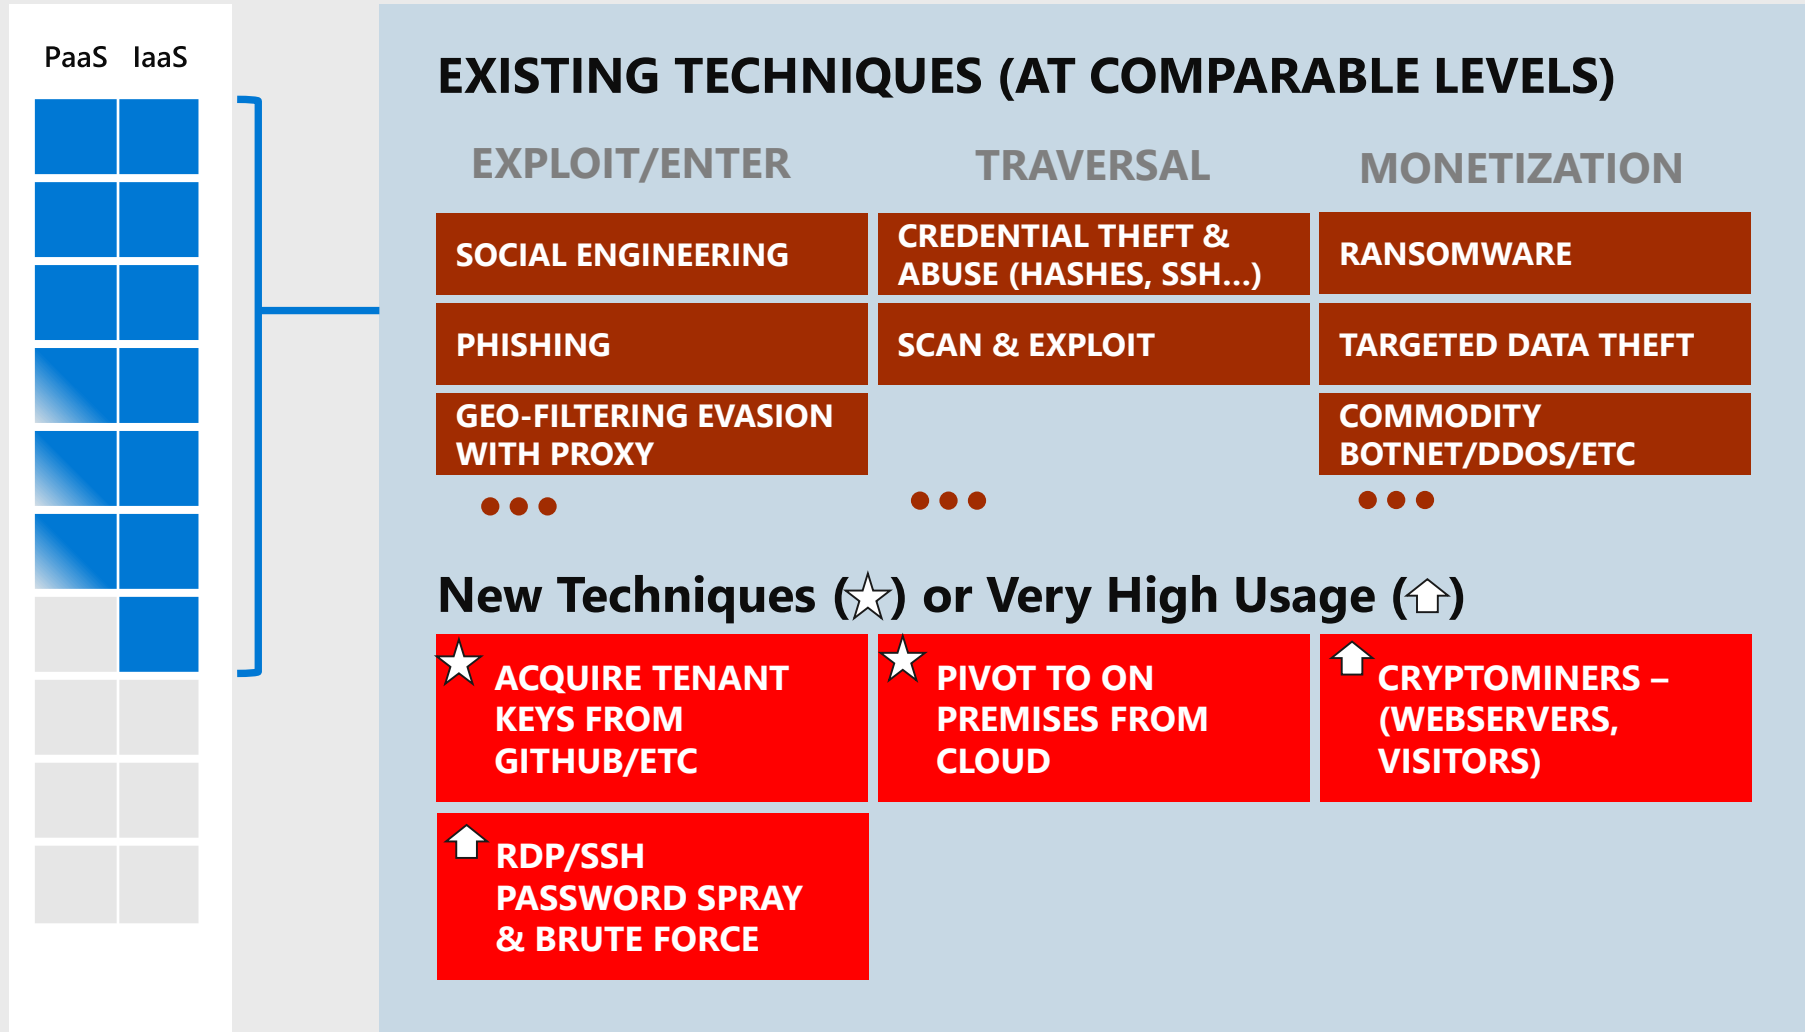 PaaS IaaS
EXISTING TECHNIQUES (AT COMPARABLE LEVELS)
EXPLOIT/ENTER
SOCIAL ENGINEERING
PHISHING
GEO-FILTERING EVASION
WITH PROXY
TRAVERSAL
CREDENTIAL THEFT &
ABUSE (HASHES, SSH...)
SCAN & EXPLOIT
MONETIZATION
RANSOMWARE
TARGETED DATA THEFT
COMMODITY
BOTNET/DDOS/ETC
New Techniques (☆) or Very High Usage (⇧)
ACQUIRE TENANT
KEYS FROM
GITHUB/ETC
PIVOT TO ON
PREMISES FROM
CLOUD
CRYPTOMINERS –
(WEBSERVERS,
VISITORS)
RDP/SSH
PASSWORD SPRAY
& BRUTE FORCE